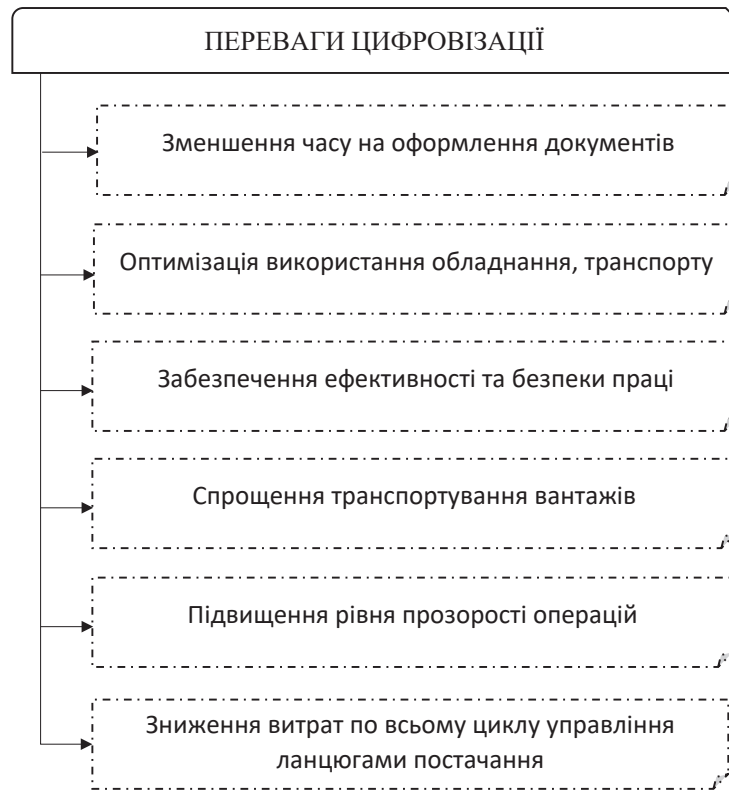 ПЕРЕВАГИ ЦИФРОВІЗАЦІЇ
Зменшення часу на оформлення документів
Оптимізація використання обладнання, транспорту
Забезпечення ефективності та безпеки праці
Спрощення транспортування вантажів
Підвищення рівня прозорості операцій
Зниження витрат по всьому циклу управління
ланцюгами постачання